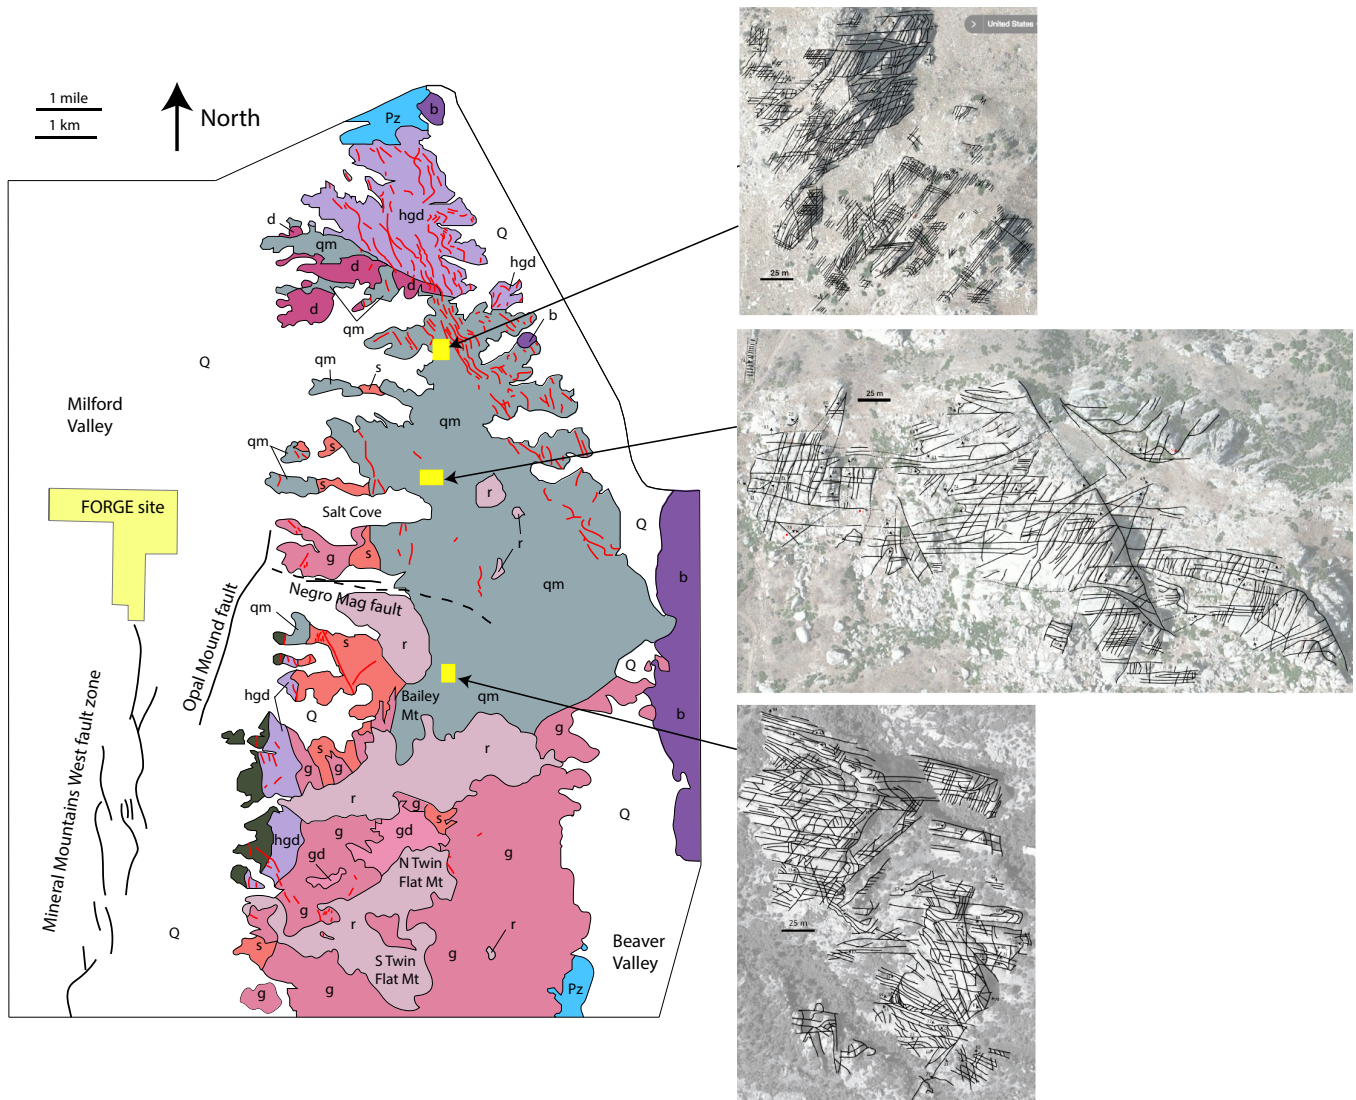 1 mile
1 km
North
United States
25 m
Pz
b
hgd
d
qm
Q
hgd
d
d
d
qm
b
Q
qm
s
Milford
Valley
qm
qm
s
s
r
25 m
FORGE site
Salt Cove
Q
g
s
r
qm
b
Negro Mag fault
qm
s
r
Q
Opal Mound fault
hgd
Bailey
Mt
qm
Q
g
b
Mineral Mountains West fault zone
s
g
g
r
r
Q
g
s
hgd
g
gd
g
gd
N Twin
Flat Mt
25 m
g
r
r
Q
s
g
Beaver
Valley
S Twin
Flat Mt
g
g
Pz